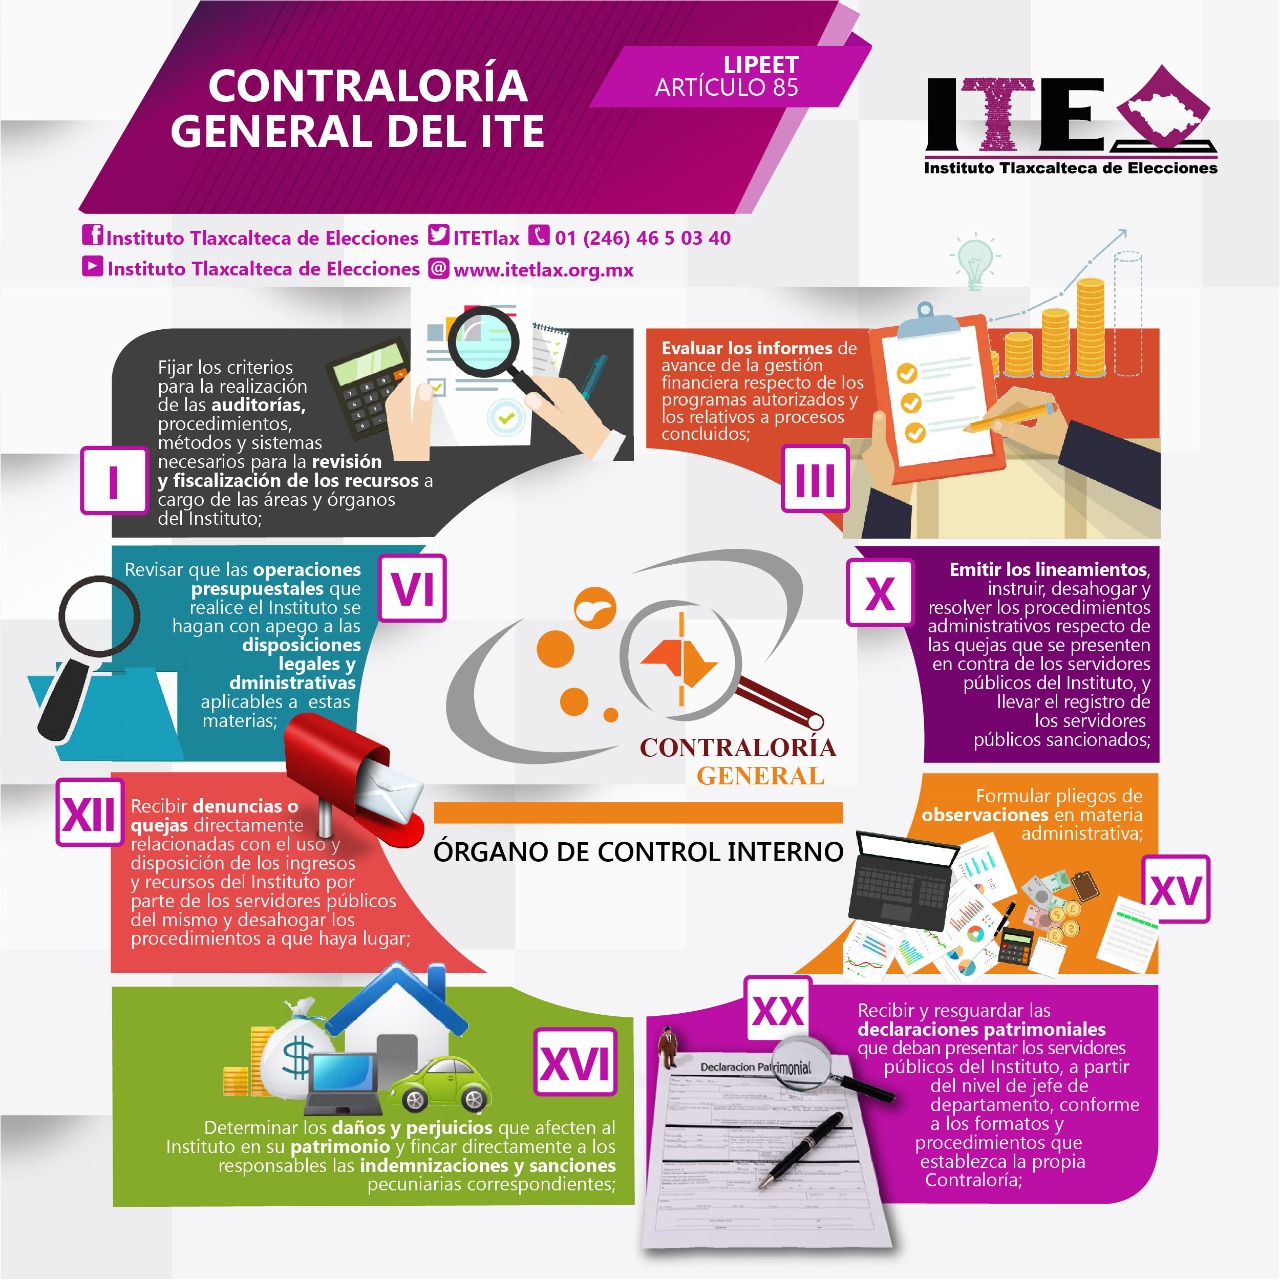 CONTRALORÍA
GENERAL DEL ITE
LIPEET
ARTÍCULO 85
ITE
Instituto Tlaxcalteca de Elecciones
Instituto Tlaxcalteca de Elecciones ITETlax 01 (246) 46 5 03 40
Instituto Tlaxcalteca de Elecciones @ www.itetlax.org.mx
I
Fijar los criterios
para la realización
de las auditorías,
procedimientos,
métodos y sistemas
necesarios para la revisión
y fiscalización de los recursos a
cargo de las áreas y órganos
del Instituto;
III
Evaluar los informes de
avance de la gestión
financiera respecto de los
programas autorizados y
los relativos a procesos
concluidos;
VI
Revisar que las operaciones
presupuestales que
realice el Instituto se
hagan con apego a las
disposiciones
legales y
dministrativas
aplicables a estas
materias;
X
Emitir los lineamientos,
instruir, desahogar y
resolver los procedimientos
administrativos respecto de
las quejas que se presenten
en contra de los servidores
públicos del Instituto, y
llevar el registro de
los servidores
públicos sancionados;
CONTRALORÍA
GENERAL
ÓRGANO DE CONTROL INTERNO
XII
Recibir denuncias o
quejas directamente
relacionadas con el uso y
disposición de los ingresos
y recursos del Instituto por
parte de los servidores públicos
del mismo y desahogar los
procedimientos a que haya lugar;
XV
Formular pliegos de
observaciones en materia
administrativa;
XVI
$
Determinar los daños y perjuicios que afecten al
Instituto en su patrimonio y fincar directamente a los
responsables las indemnizaciones y sanciones
pecuniarias correspondientes;
XX
Recibir y resguardar las
declaraciones patrimoniales
que deban presentar los servidores
públicos del Instituto, a partir
del nivel de jefe de
departamento, conforme
a los formatos y
procedimientos que
establezca la propia
Contraloría;
Declaracion Patrimonial